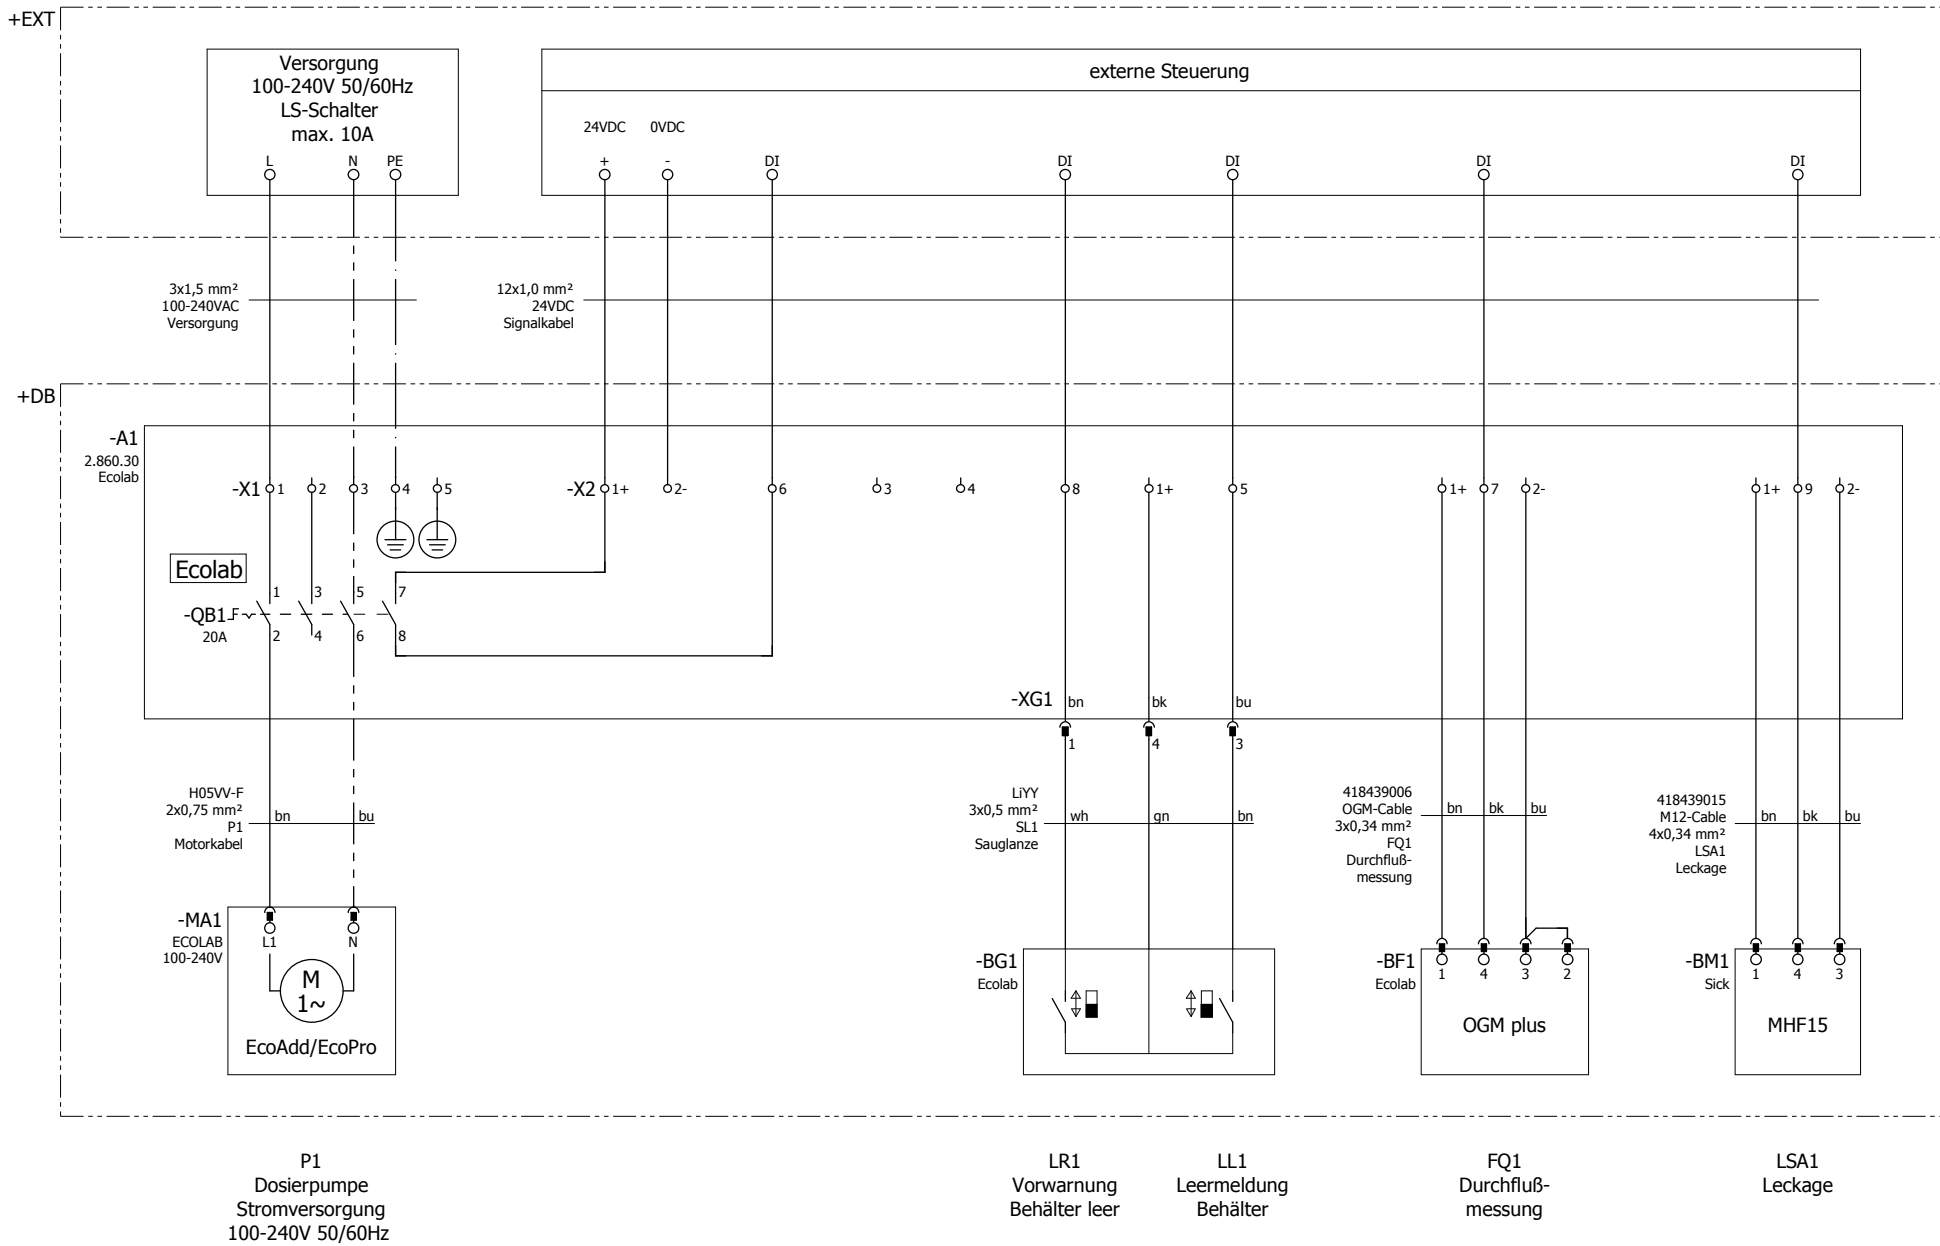 +EXT
Versorgung
100-240V 50/60Hz
LS-Schalter
max. 10A
L N PE
externe Steuerung
24VDC 0VDC
+ - DI DI DI DI DI
3x1,5 mm²
100-240VAC
Versorgung
12x1,0 mm²
24VDC
Signalkabel
+DB
-A1
2.860.30
Ecolab
-X1 1 2 3 4 5 -X2 1+ 2- 6 3 4 8 1+ 5 1+ 7 2- 1+ 9 2-
Ecolab
1 3 5 7
-QB1
20A
2 4 6 8
-XG1 bn bk bu
1 4 3
H05VV-F
2x0,75 mm²
P1
Motorkabel
bn bu
LiYY
3x0,5 mm²
SL1
Sauglanze
wh gn bn
418439006
OGM-Cable
3x0,34 mm²
FQ1
Durchfluß-
messung
bn bk bu
418439015
M12-Cable
4x0,34 mm²
LSA1
Leckage
bn bk bu
-MA1
ECOLAB
100-240V
L1 N
M
1~
EcoAdd/EcoPro
-BG1
Ecolab
-BF1
Ecolab
1 4 3 2
OGM plus
-BM1
Sick
1 4 3
MHF15
P1
Dosierpumpe
Stromversorgung
100-240V 50/60Hz
LR1
Vorwarnung
Behälter leer
LL1
Leermeldung
Behälter
FQ1
Durchfluß-
messung
LSA1
Leckage